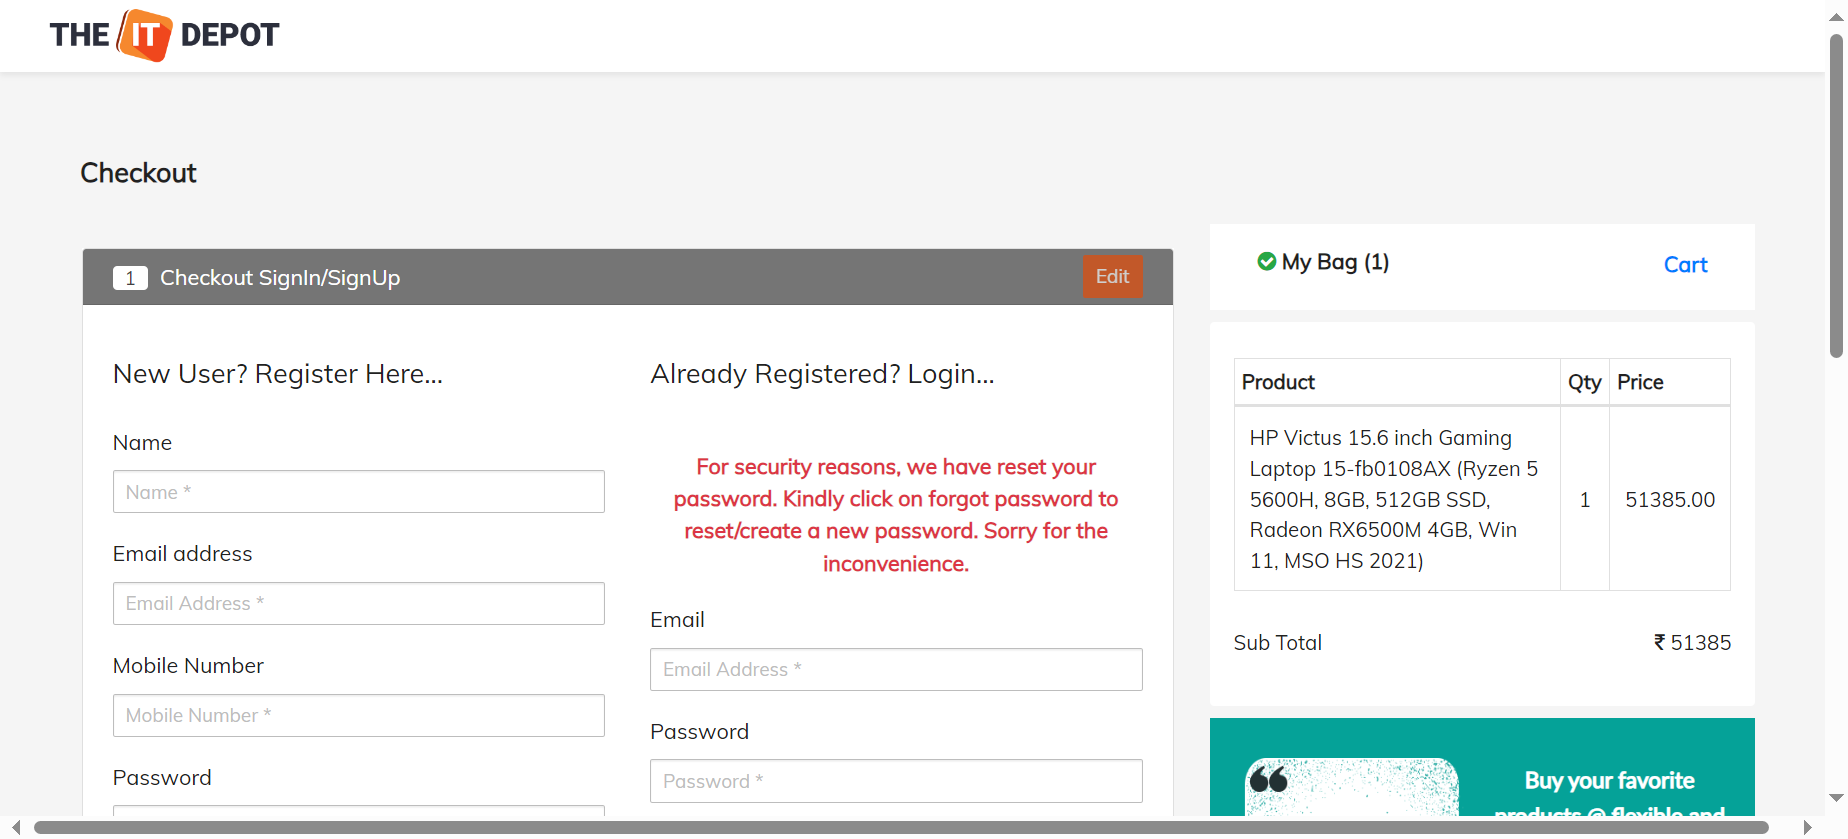 THE IT DEPOT
Checkout
1 Checkout SignIn/SignUp
Edit
New User? Register Here...
Name
Name *
Email address
Email Address *
Mobile Number
Mobile Number *
Password
Already Registered? Login...
For security reasons, we have reset your
password. Kindly click on forgot password to
reset/create a new password. Sorry for the
inconvenience.
Email
Email Address *
Password
Password *
My Bag (1)
Cart
Product Qty Price
HP Victus 15.6 inch Gaming
Laptop 15-fb0108AX (Ryzen 5
5600H, 8GB, 512GB SSD,
Radeon RX6500M 4GB, Win
11, MSO HS 2021)
1
51385.00
Sub Total ₹ 51385
Buy your favorite
products @ flexible and